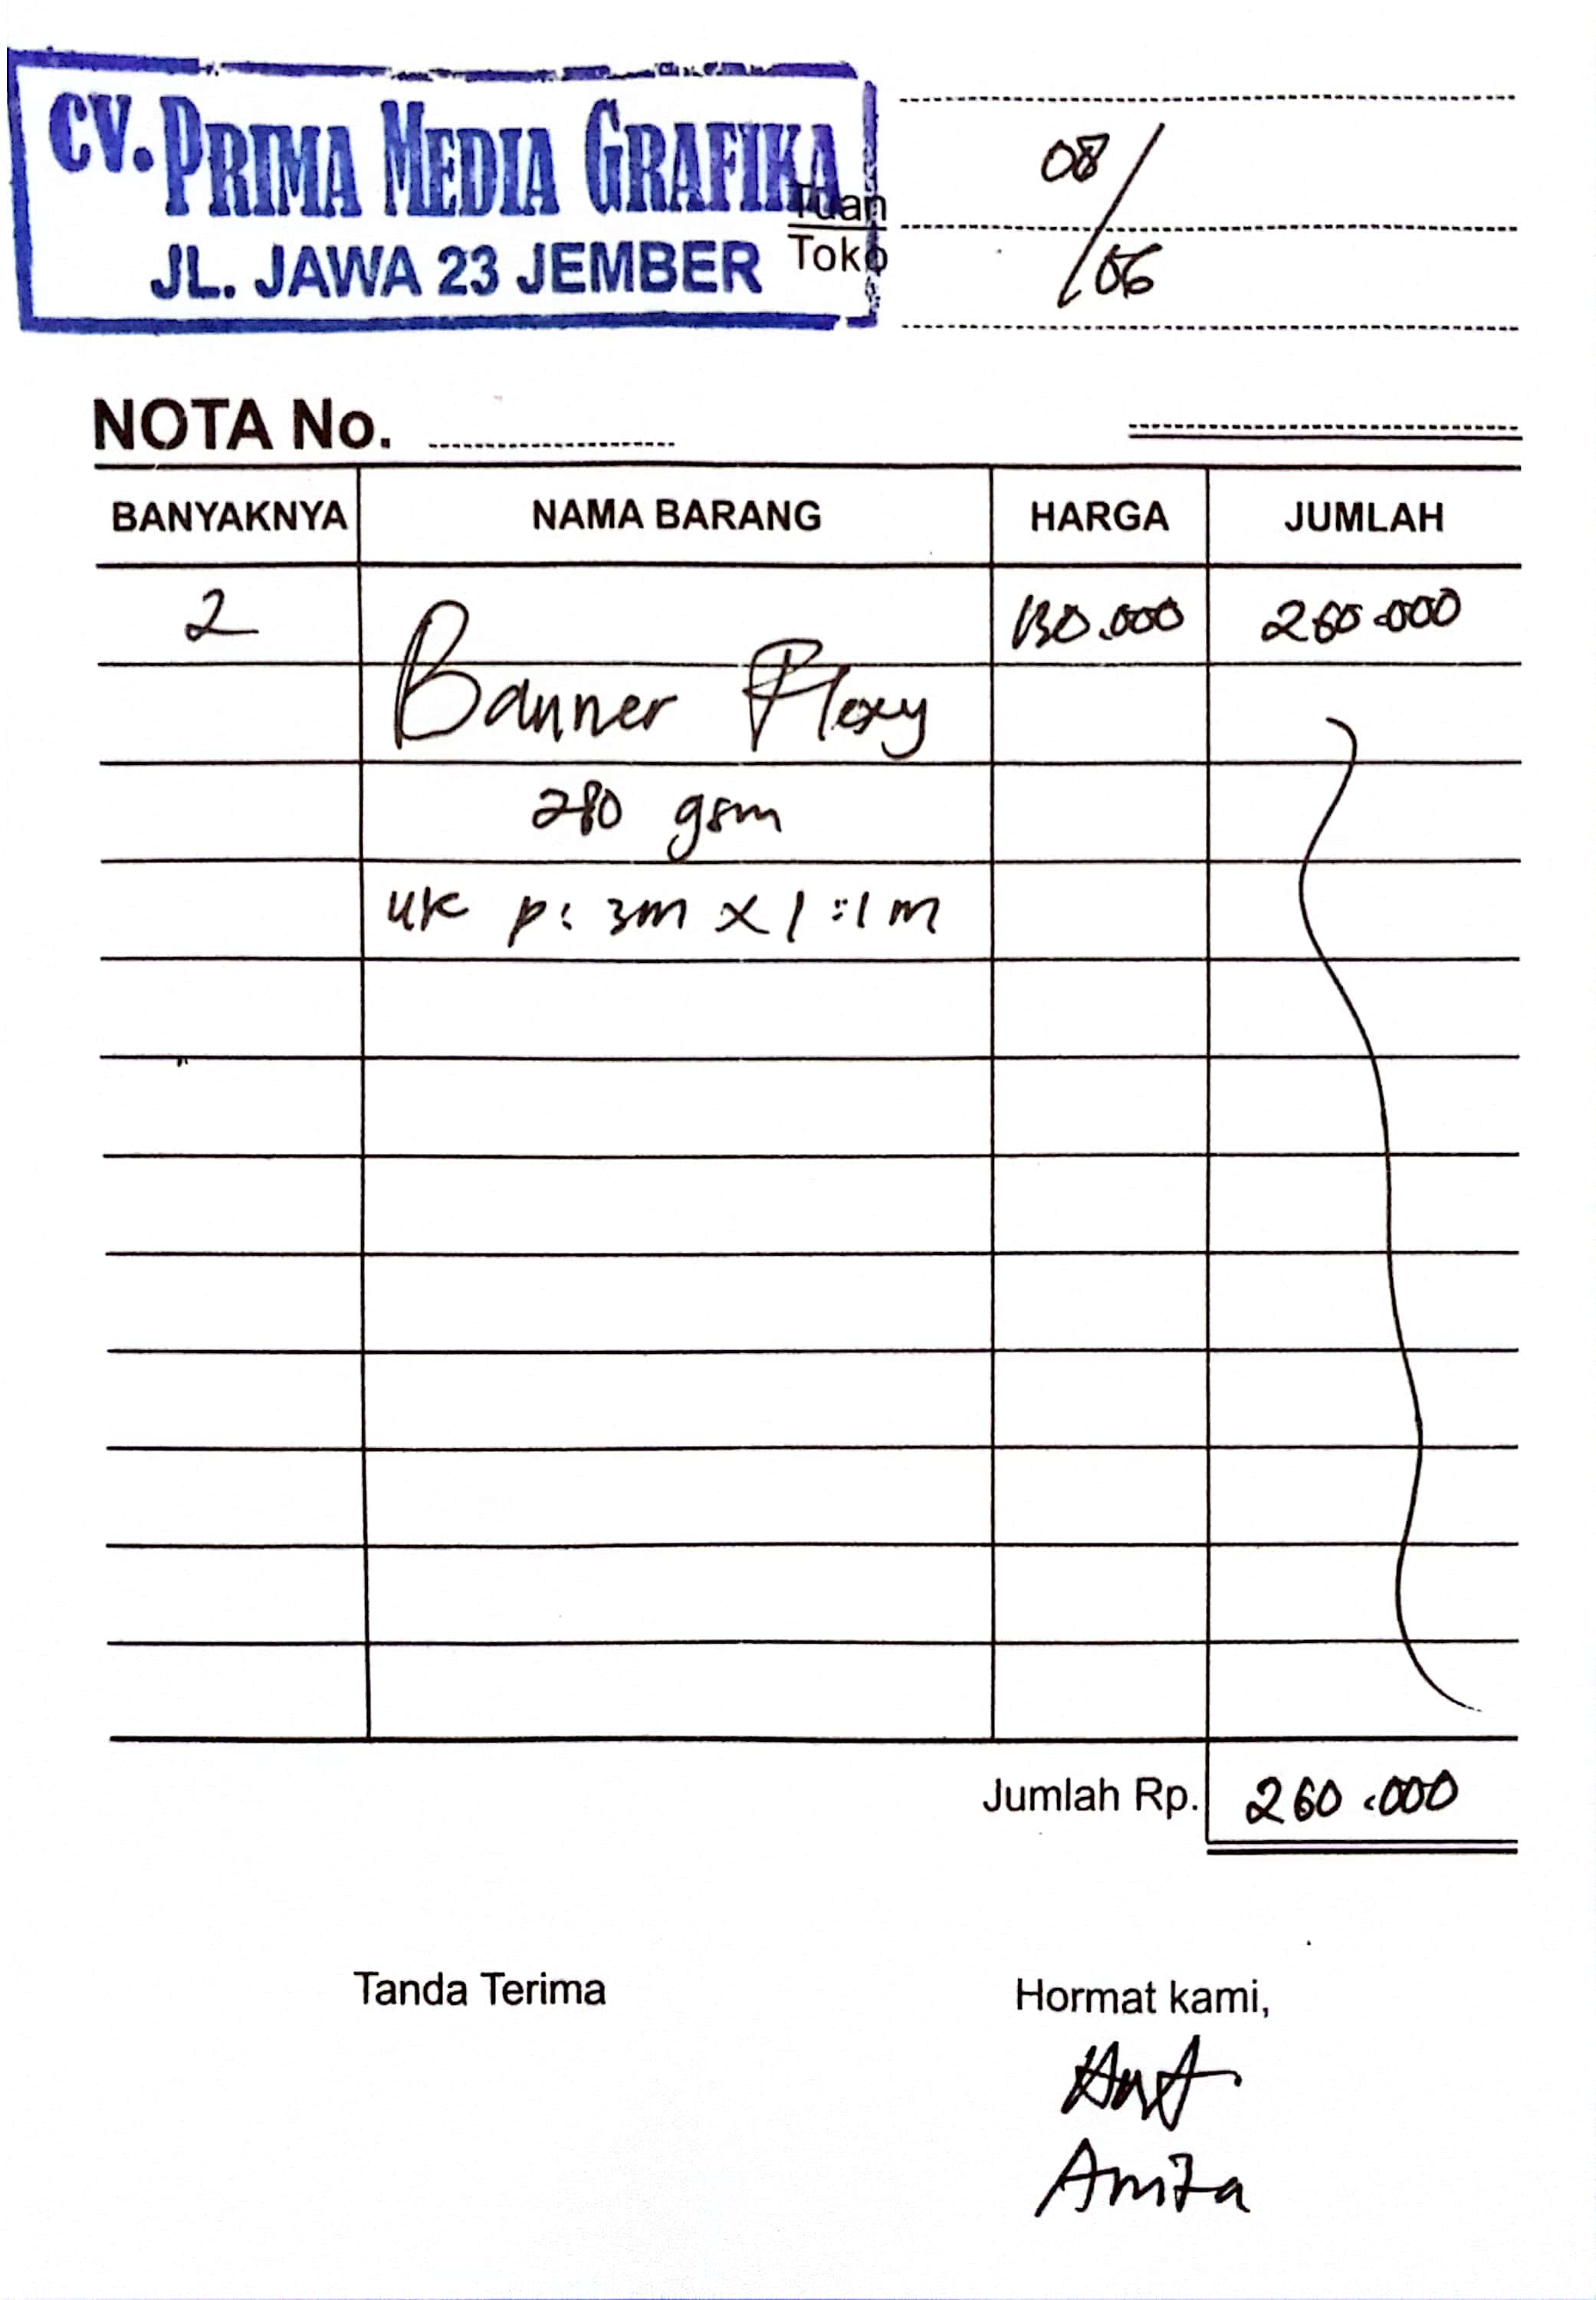 CV. PRIMA MEDIA GRAFIKA
JL. JAWA 23 JEMBER
Tuan
Toko
08/06
NOTA No.
BANYAKNYA NAMA BARANG HARGA JUMLAH
2 Banner Flexy 130.000 260.000
280 gsm
uk p: 3m x l : 1m
Jumlah Rp. 260.000
Tanda Terima Hormat kami,
Anita